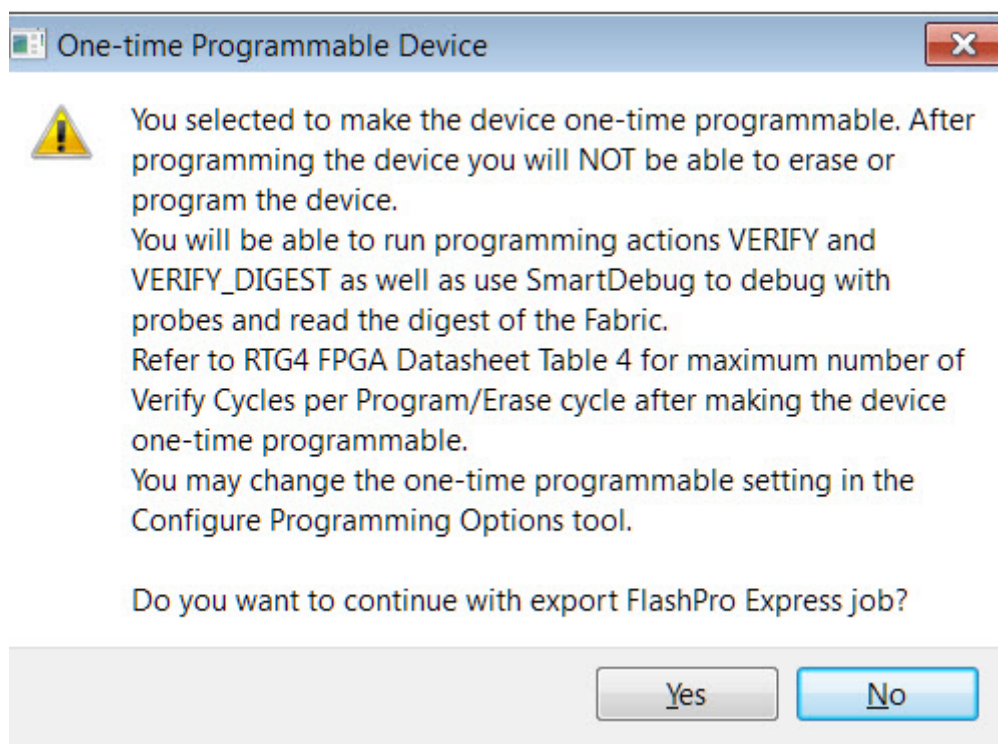 One-time Programmable Device
You selected to make the device one-time programmable. After
programming the device you will NOT be able to erase or
program the device.
You will be able to run programming actions VERIFY and
VERIFY_DIGEST as well as use SmartDebug to debug with
probes and read the digest of the Fabric.
Refer to RTG4 FPGA Datasheet Table 4 for maximum number of
Verify Cycles per Program/Erase cycle after making the device
one-time programmable.
You may change the one-time programmable setting in the
Configure Programming Options tool.
Do you want to continue with export FlashPro Express job?
Yes No